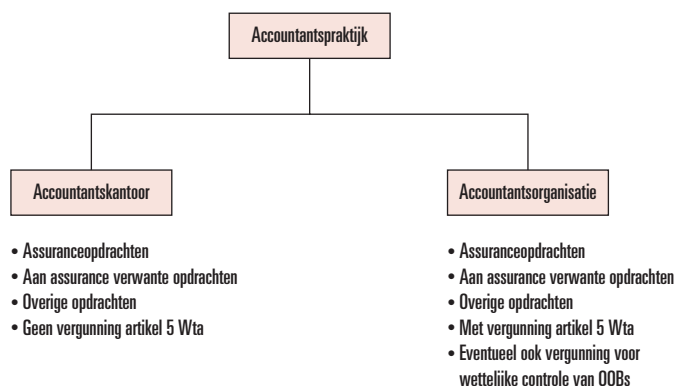 Accountantspraktijk
Accountantskantoor
• Assuranceopdrachten
• Aan assurance verwante opdrachten
• Overige opdrachten
• Geen vergunning artikel 5 Wta
Accountantsorganisatie
• Assuranceopdrachten
• Aan assurance verwante opdrachten
• Overige opdrachten
• Met vergunning artikel 5 Wta
• Eventueel ook vergunning voor
wettelijke controle van OOBs